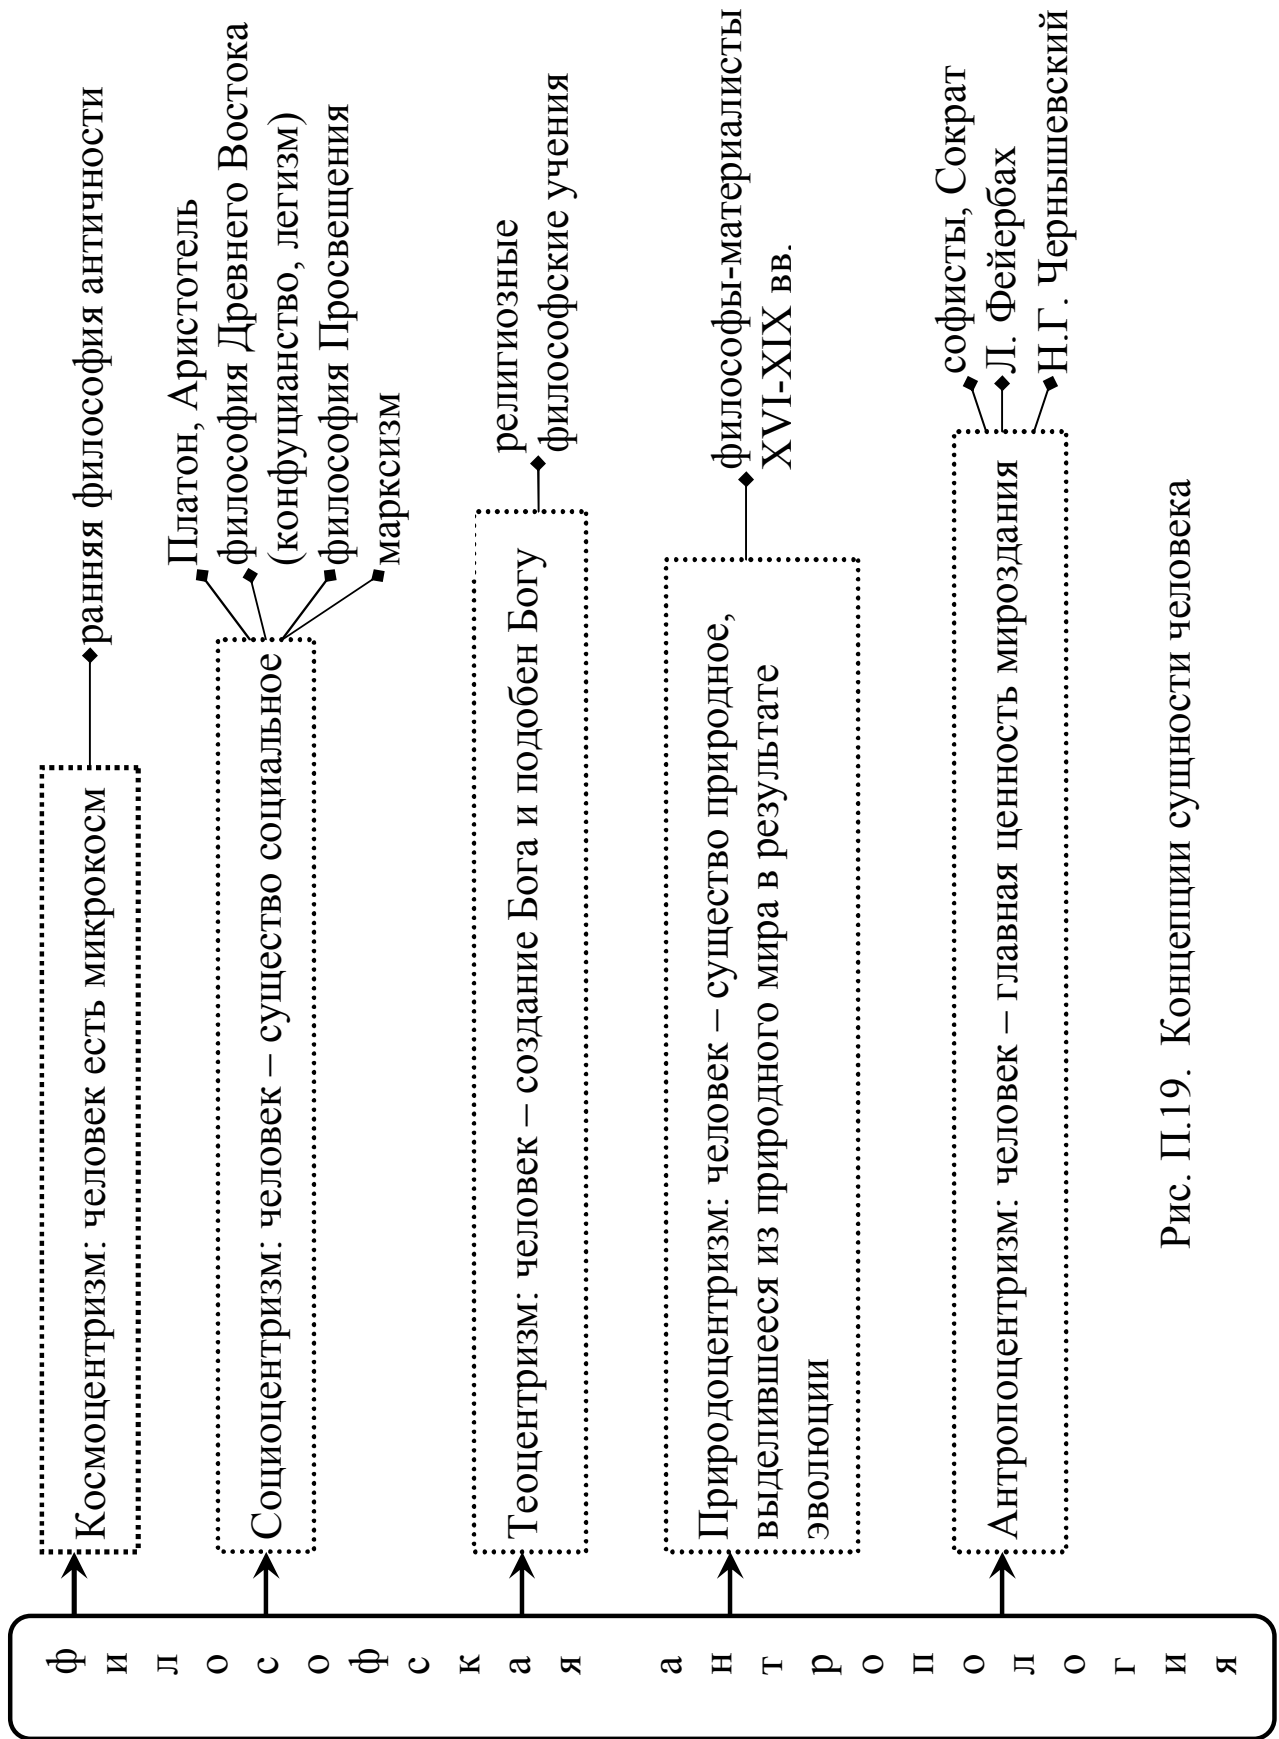 философская
антропология
Космоцентризм: человек есть микрокосм
ранняя философия античности
Социоцентризм: человек – существо социальное
Платон, Аристотель
философия Древнего Востока
(конфуцианство, легизм)
философия Просвещения
марксизм
Теоцентризм: человек – создание Бога и подобен Богу
религиозные
философские учения
Природоцентризм: человек – существо природное,
выделившееся из природного мира в результате
эволюции
философы-материалисты
XVI-XIX вв.
Антропоцентризм: человек – главная ценность мироздания
софисты, Сократ
Л. Фейербах
Н.Г. Чернышевский
Рис. П.19. Концепции сущности человека